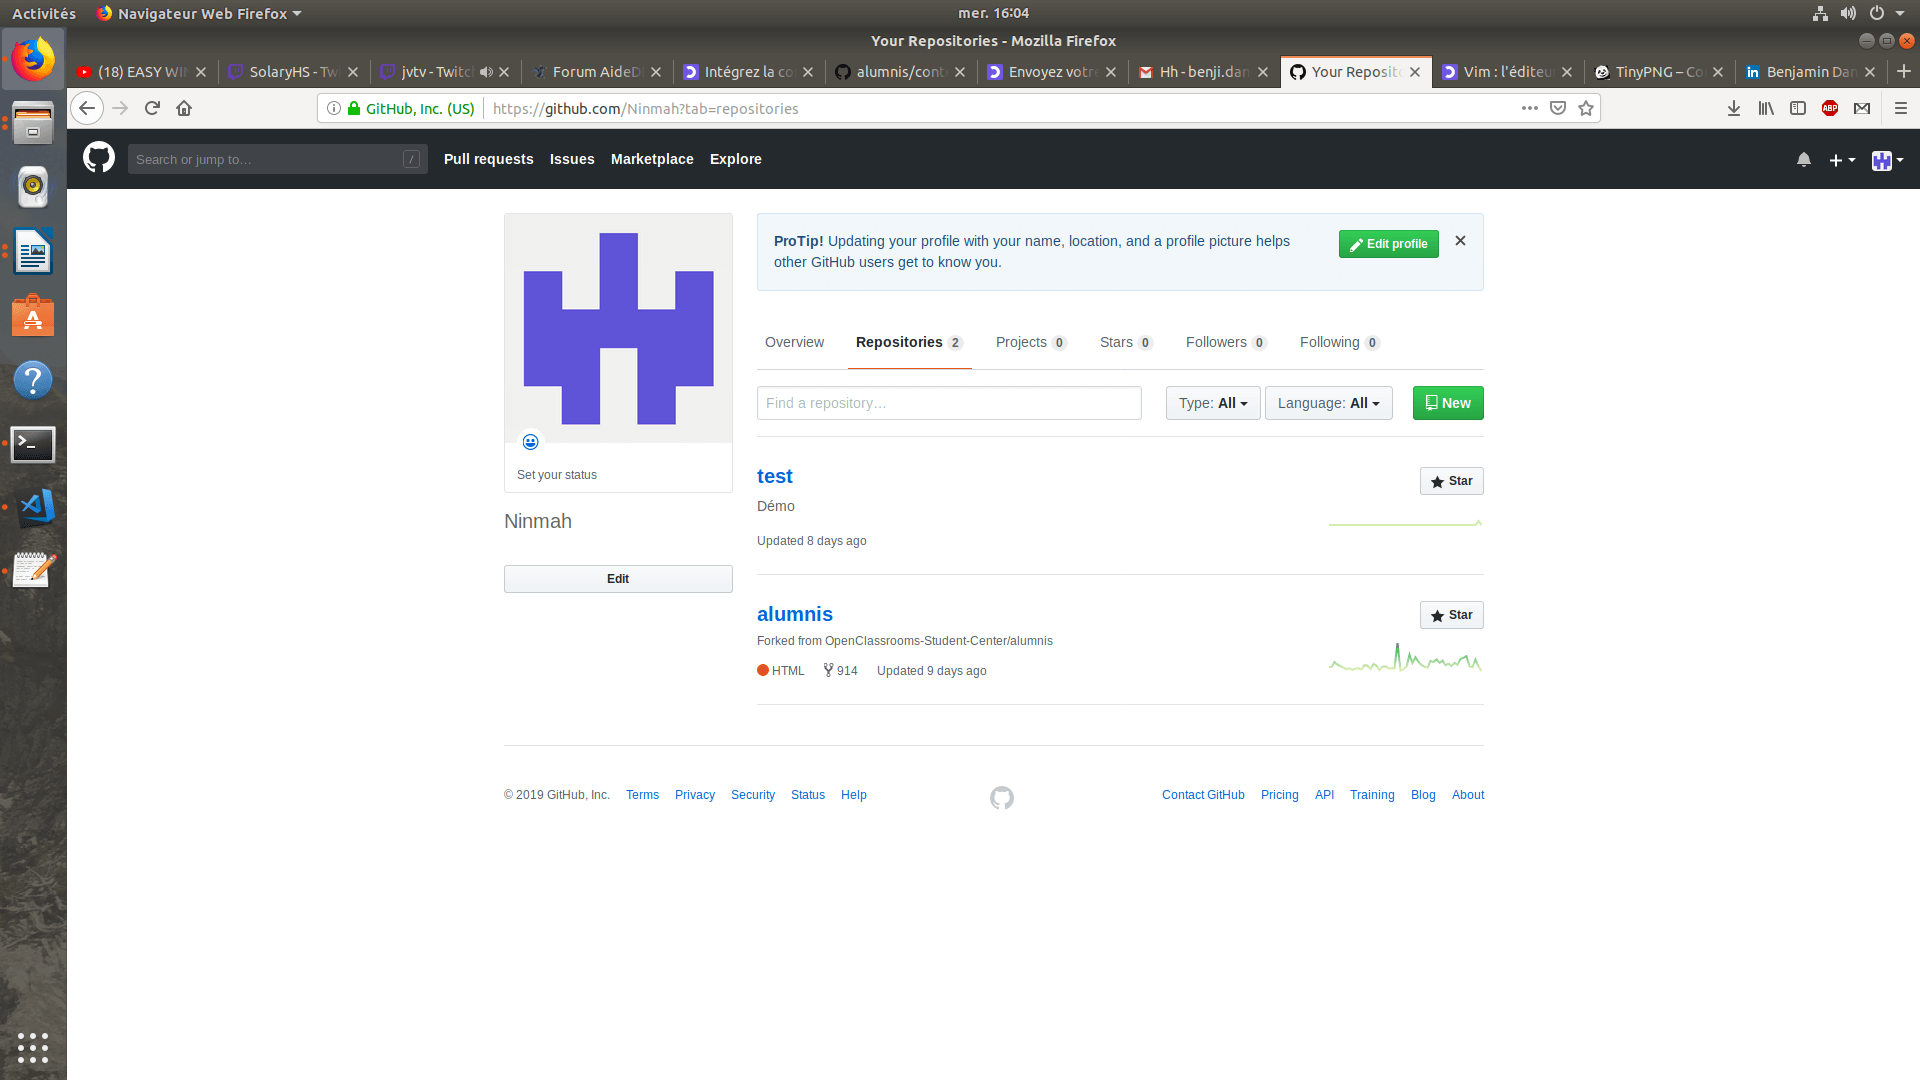 Activités
Navigateur Web Firefox
mer. 16:04
Your Repositories - Mozilla Firefox
(18) EASY WIN
SolaryHS - Tw
jvtv - Twitch
Forum AideD
Intégrez la co
alumnis/cont
Envoyez votre
Hh - benji.dan
Your Reposito
Vim : l'éditeu
TinyPNG – Co
Benjamin Dan
GitHub, Inc. (US)
https://github.com/Ninmah?tab=repositories
ABP
Search or jump to…
/
Pull requests
Issues
Marketplace
Explore
ProTip! Updating your profile with your name, location, and a profile picture helps
other GitHub users get to know you.
Edit profile
Overview
Repositories 2
Projects 0
Stars 0
Followers 0
Following 0
Find a repository…
Type: All
Language: All
New
Set your status
Ninmah
Edit
test
Star
Démo
Updated 8 days ago
alumnis
Star
Forked from OpenClassrooms-Student-Center/alumnis
HTML
914
Updated 9 days ago
© 2019 GitHub, Inc.
Terms
Privacy
Security
Status
Help
Contact GitHub
Pricing
API
Training
Blog
About